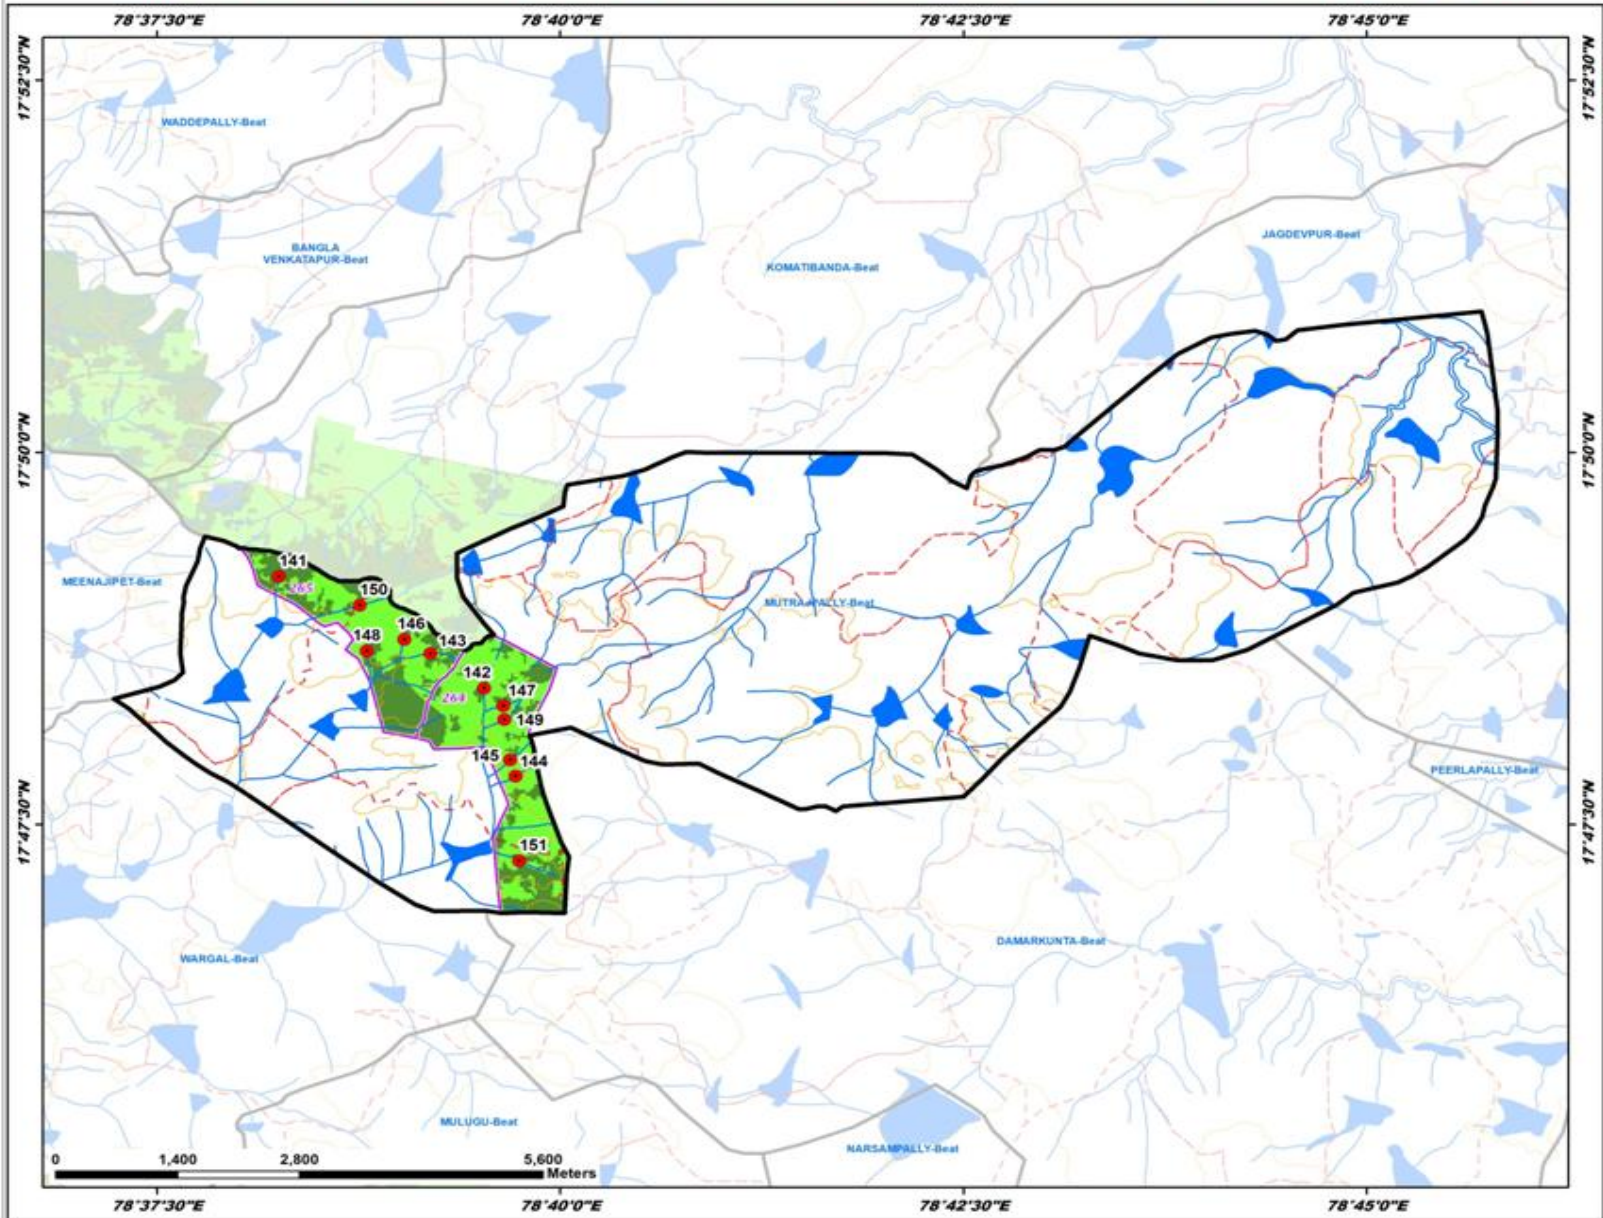 78°37'30"E 78°40'0"E 78°42'30"E 78°45'0"E
17°52'30"N
17°52'30"N
WADDEPALLY-Beat
BANGLA
VENKATAPUR-Beat
KOMATIBANDA-Beat
JAGDEVPUR-Beat
17°50'0"N
17°50'0"N
MEENAJIPET-Beat
141
265
150
146
148
143
MUTRAJPALLY-Beat
142
264
147
149
145
144
PEERLAPALLY-Beat
17°47'30"N
17°47'30"N
151
WARGAL-Beat
DAMARKUNTA-Beat
MULUGU-Beat
NARSAMPALLY-Beat
0 1,400 2,800 5,600
Meters
78°37'30"E 78°40'0"E 78°42'30"E 78°45'0"E